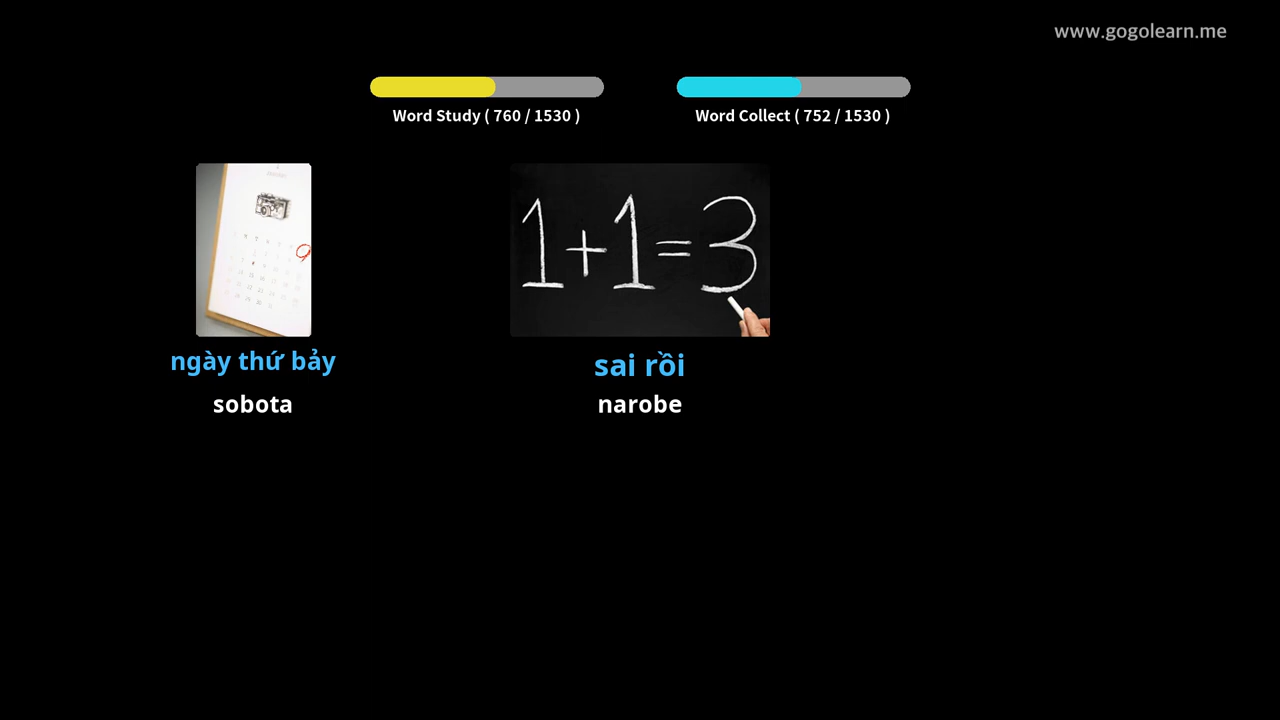 www.gogolearn.me
Word Study ( 760 / 1530 )
Word Collect ( 752 / 1530 )
1+1=3
ngày thứ bảy
sai rồi
sobota
narobe